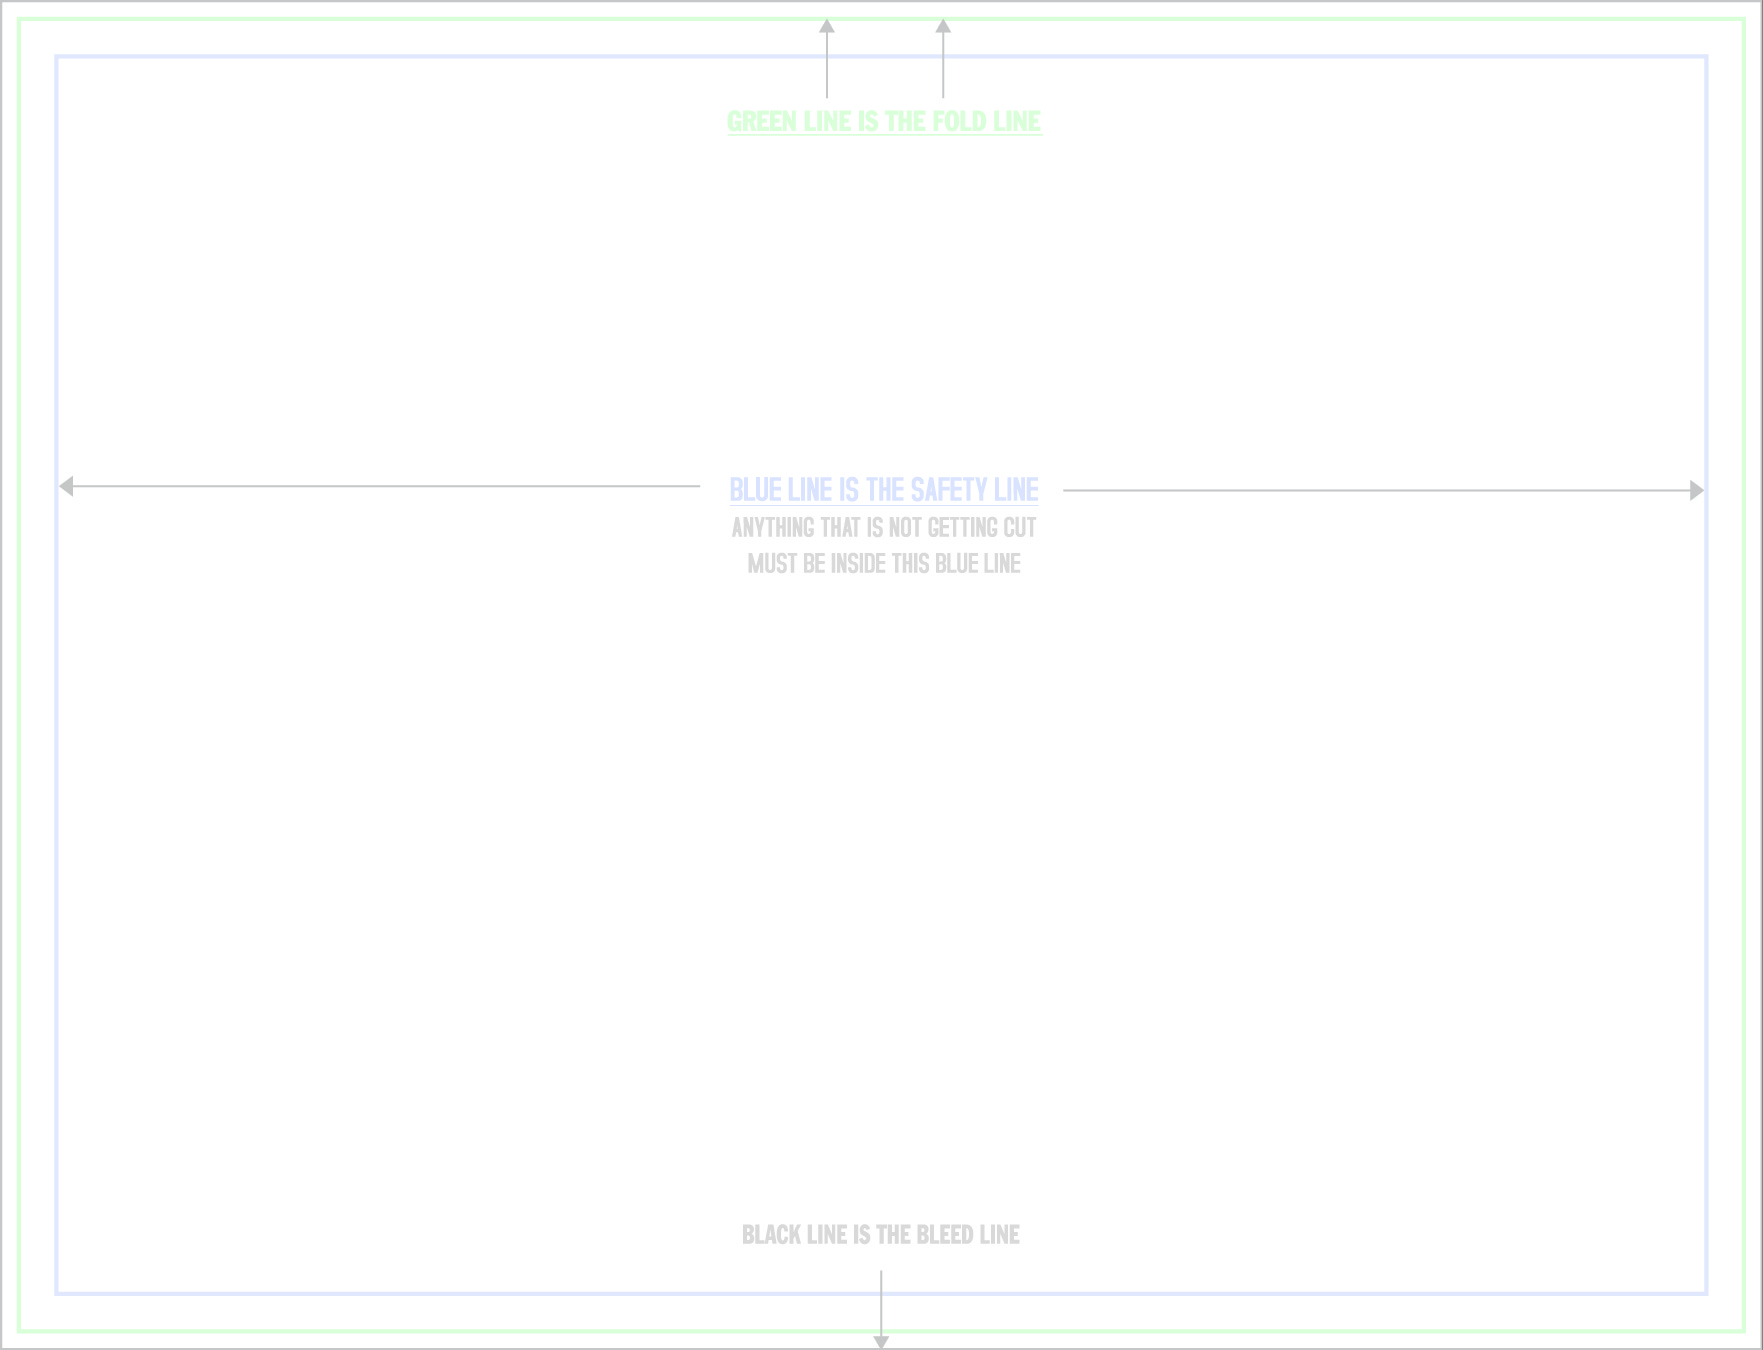 GREEN LINE IS THE FOLD LINE
BLUE LINE IS THE SAFETY LINE
ANYTHING THAT IS NOT GETTING CUT
MUST BE INSIDE THIS BLUE LINE
BLACK LINE IS THE BLEED LINE